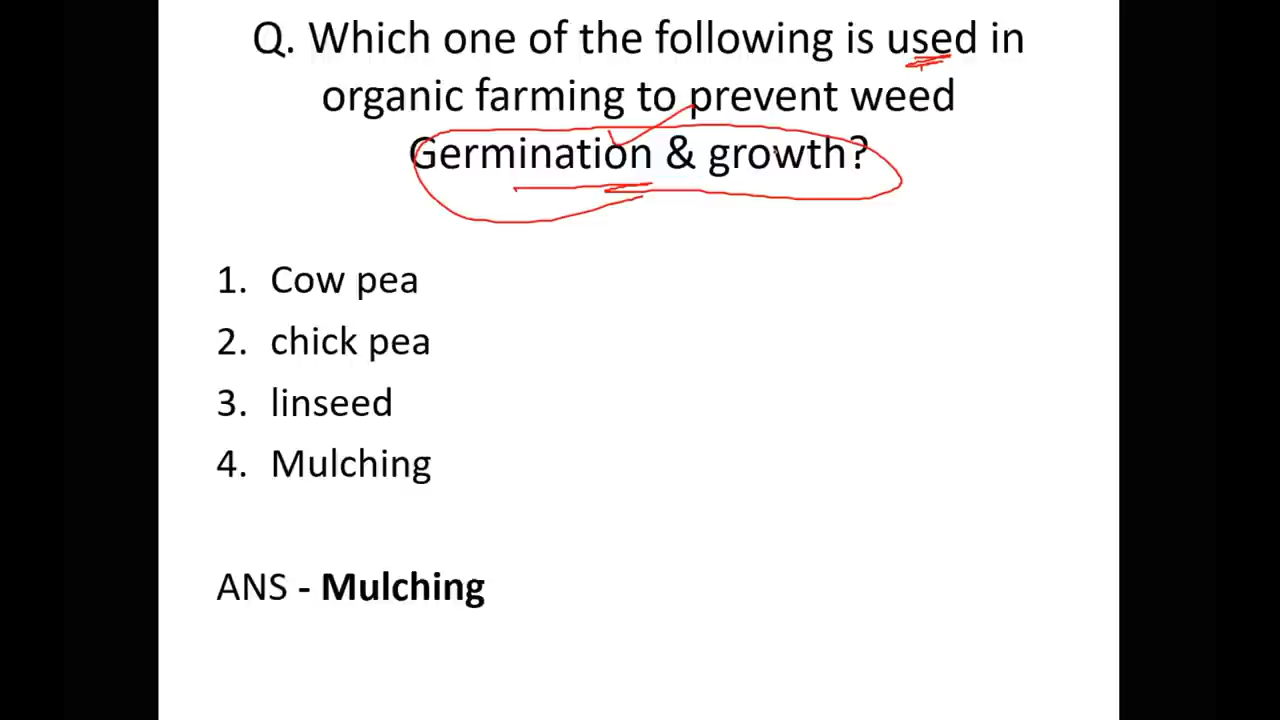 Q. Which one of the following is used in
organic farming to prevent weed
Germination & growth?
1. Cow pea
2. chick pea
3. linseed
4. Mulching
ANS - Mulching